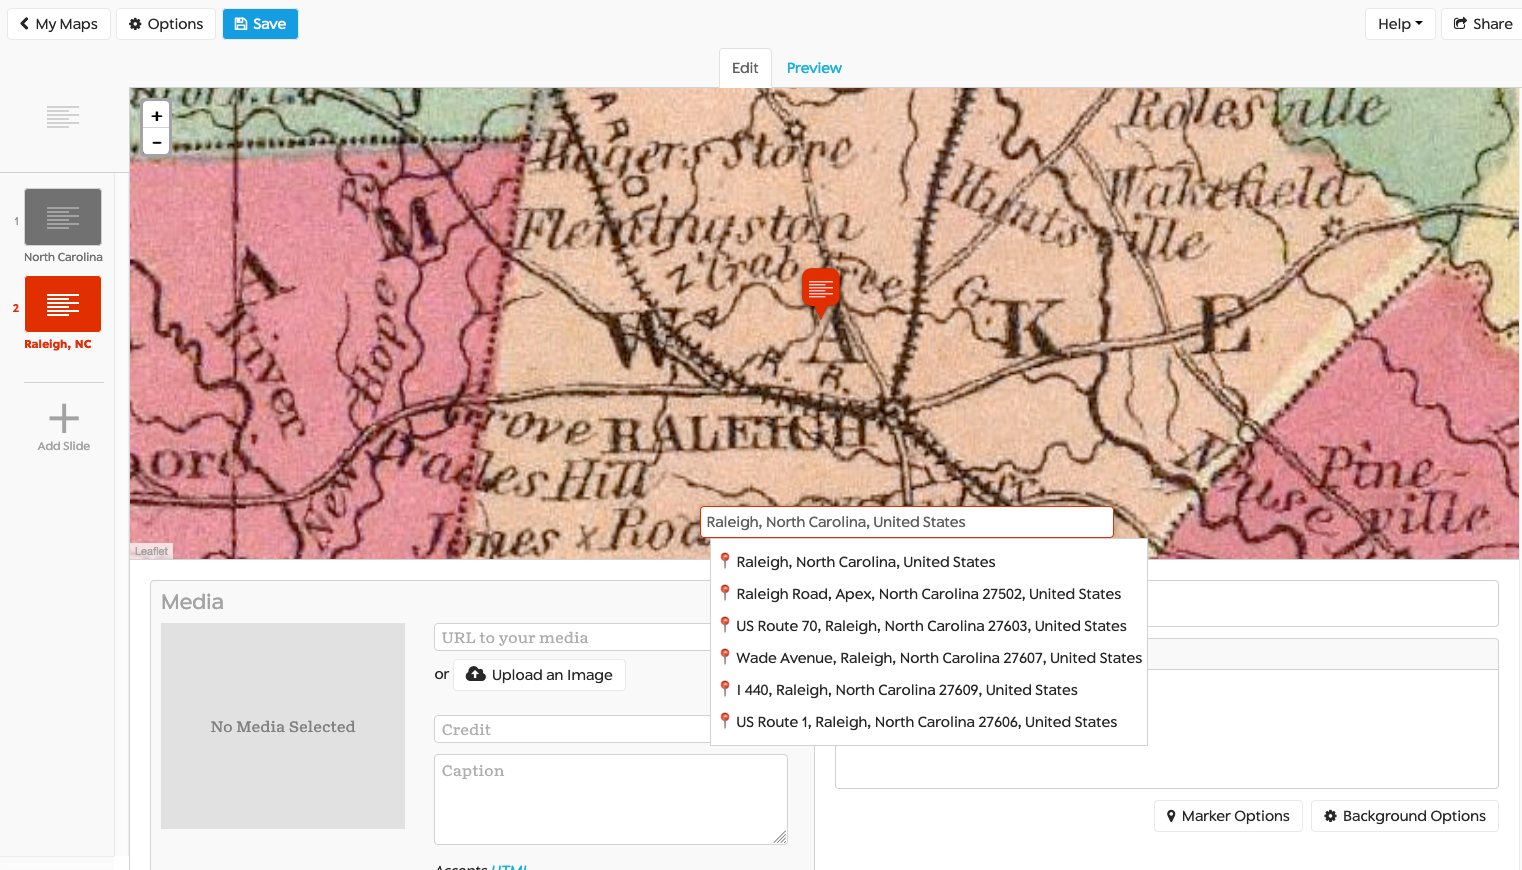 My Maps
Options
Save
Help
Share
Edit
Preview
+
-
Rolesville
Rogers Store
Wakefield
Hunts-
ville
Flemingston
Crabtree
W A K E
R. R.
Haw River
New Hope
RALEIGH
Grove
Jones x Roads
Hill
Pine-
ville
1
North Carolina
2
Raleigh, NC
Add Slide
Leaflet
Raleigh, North Carolina, United States
Raleigh, North Carolina, United States
Raleigh Road, Apex, North Carolina 27502, United States
US Route 70, Raleigh, North Carolina 27603, United States
Wade Avenue, Raleigh, North Carolina 27607, United States
I 440, Raleigh, North Carolina 27609, United States
US Route 1, Raleigh, North Carolina 27606, United States
Media
No Media Selected
URL to your media
or
Upload an Image
Credit
Caption
Accepts HTML
Marker Options
Background Options